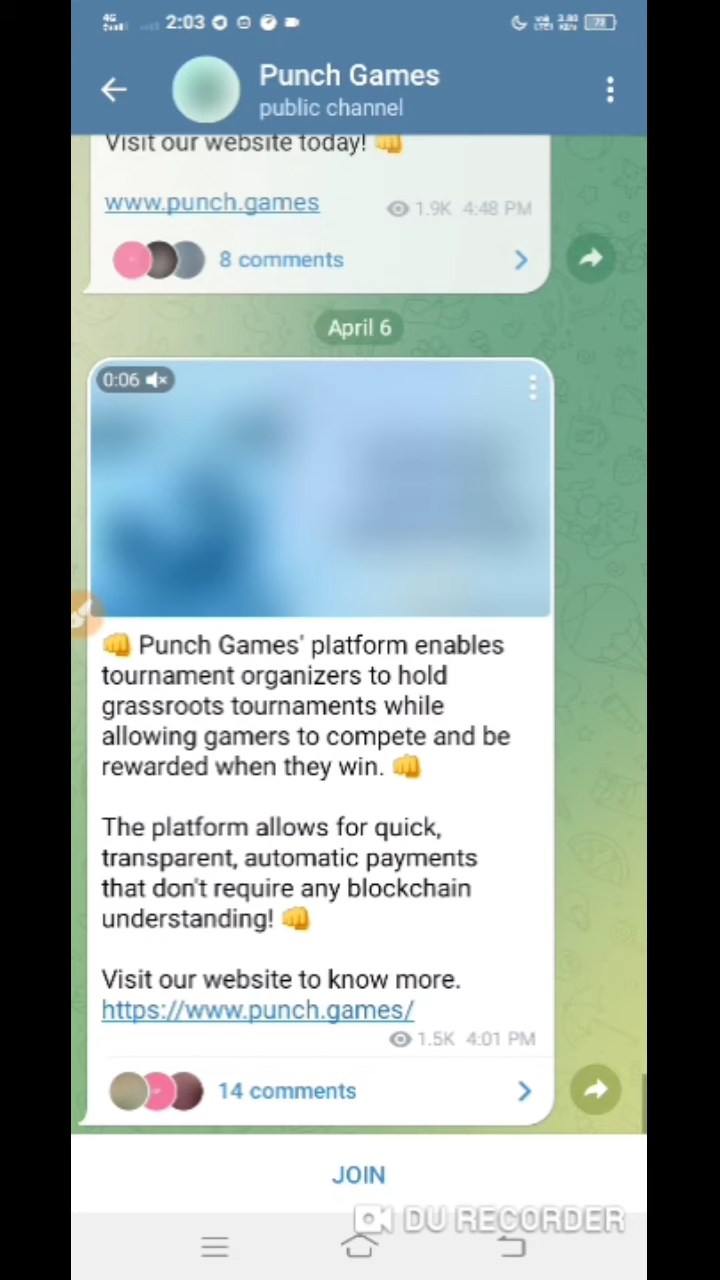 4G 2:03
Punch Games
public channel
Visit our website today! 👊
www.punch.games 1.9K 4:48 PM
8 comments
April 6
0:06
👊 Punch Games' platform enables
tournament organizers to hold
grassroots tournaments while
allowing gamers to compete and be
rewarded when they win. 👊
The platform allows for quick,
transparent, automatic payments
that don't require any blockchain
understanding! 👊
Visit our website to know more.
https://www.punch.games/
1.5K 4:01 PM
14 comments
JOIN
DU RECORDER